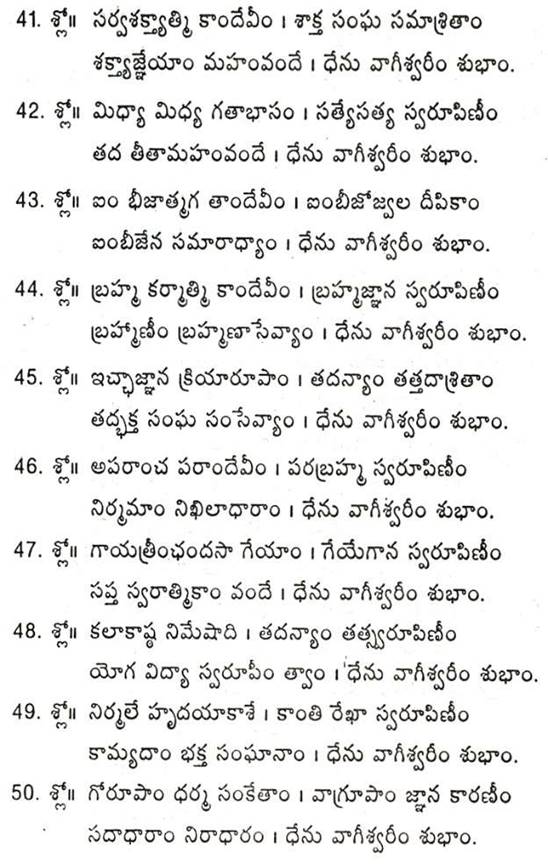 41. శ్లో॥ సర్వశక్త్యాత్మి కాందేవీం । శాక్త సంఘ సమాశ్రితాం
శక్త్యాజ్ఞేయాం మహంవందే । ధేను వాగీశ్వరీం శుభాం.
42. శ్లో॥ మిధ్యా మిధ్య గతాభాసం । సత్యేసత్య స్వరూపిణీం
తద తీతామహంవందే । ధేను వాగీశ్వరీం శుభాం.
43. శ్లో॥ ఐం భీజాత్మగ తాందేవీం । ఐంబీజోజ్వల దీపికాం
ఐంబీజేన సమారాధ్యాం । ధేను వాగీశ్వరీం శుభాం.
44. శ్లో॥ బ్రహ్మ కర్మాత్మి కాందేవీం । బ్రహ్మజ్ఞాన స్వరూపిణీం
బ్రహ్మాణీం బ్రహ్మణాసేవ్యాం । ధేను వాగీశ్వరీం శుభాం.
45. శ్లో॥ ఇచ్ఛాజ్ఞాన క్రియారూపాం । తదన్యాం తత్తదాశ్రితాం
తద్భక్త సంఘ సంసేవ్యాం । ధేను వాగీశ్వరీం శుభాం.
46. శ్లో॥ అపరాంచ పరాందేవీం । పరబ్రహ్మ స్వరూపిణీం
నిర్మమాం నిఖిలాధారాం । ధేను వాగీశ్వరీం శుభాం.
47. శ్లో॥ గాయత్రీంఛందసా గేయాం । గేయేగాన స్వరూపిణీం
సప్త స్వరాత్మికాం వందే । ధేను వాగీశ్వరీం శుభాం.
48. శ్లో॥ కలాకాష్ఠ నిమేషాది । తదన్యాం తత్స్వరూపిణీం
యోగ విద్యా స్వరూపీం త్వాం । ధేను వాగీశ్వరీం శుభాం.
49. శ్లో॥ నిర్మలే హృదయాకాశే । కాంతి రేఖా స్వరూపిణీం
కామ్యదాం భక్త సంఘానాం । ధేను వాగీశ్వరీం శుభాం.
50. శ్లో॥ గోరూపాం ధర్మ సంకేతాం । వాగ్రూపాం జ్ఞాన కారణీం
సదాధారాం నిరాధారం । ధేను వాగీశ్వరీం శుభాం.